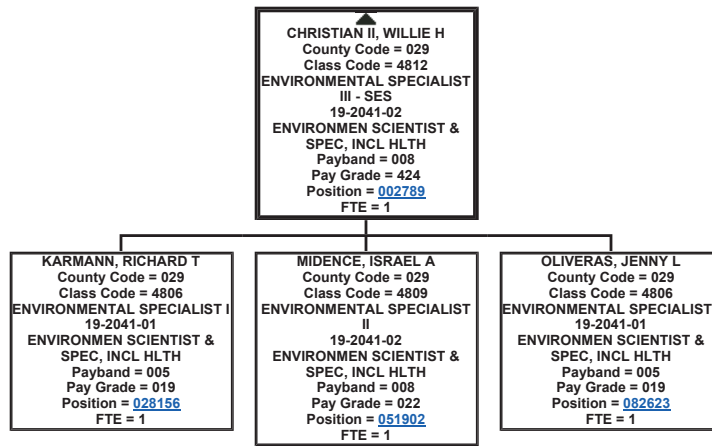 CHRISTIAN II, WILLIE H
County Code = 029
Class Code = 4812
ENVIRONMENTAL SPECIALIST
III - SES
19-2041-02
ENVIRONMEN SCIENTIST &
SPEC, INCL HLTH
Payband = 008
Pay Grade = 424
Position = 002789
FTE = 1
KARMANN, RICHARD T
County Code = 029
Class Code = 4806
ENVIRONMENTAL SPECIALIST I
19-2041-01
ENVIRONMEN SCIENTIST &
SPEC, INCL HLTH
Payband = 005
Pay Grade = 019
Position = 028156
FTE = 1
MIDENCE, ISRAEL A
County Code = 029
Class Code = 4809
ENVIRONMENTAL SPECIALIST
II
19-2041-02
ENVIRONMEN SCIENTIST &
SPEC, INCL HLTH
Payband = 008
Pay Grade = 022
Position = 051902
FTE = 1
OLIVERAS, JENNY L
County Code = 029
Class Code = 4806
ENVIRONMENTAL SPECIALIST
19-2041-01
ENVIRONMEN SCIENTIST &
SPEC, INCL HLTH
Payband = 005
Pay Grade = 019
Position = 082623
FTE = 1